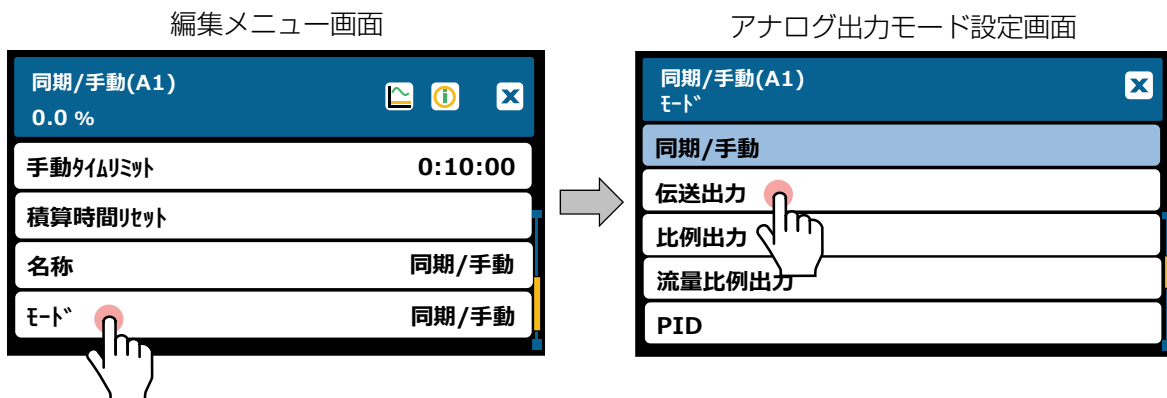 編集メニュー画面
同期/手動(A1)
0.0 %
手動ﾀｲﾑﾘﾐｯﾄ 0:10:00
積算時間ﾘｾｯﾄ
名称 同期/手動
ﾓｰﾄﾞ 同期/手動
アナログ出力モード設定画面
同期/手動(A1)
ﾓｰﾄﾞ
同期/手動
伝送出力
比例出力
流量比例出力
PID